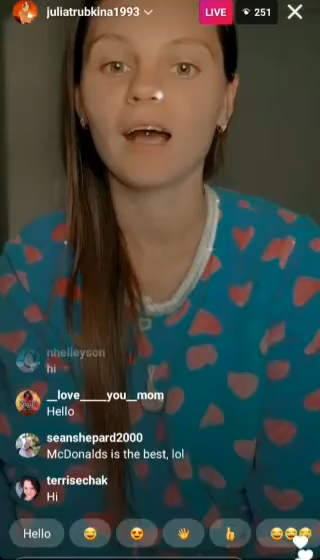 juliatrubkina1993
LIVE
251
nhelleyson
hi
__love_____you__mom
Hello
seanshepard2000
McDonalds is the best, lol
terrisechak
Hi
Hello